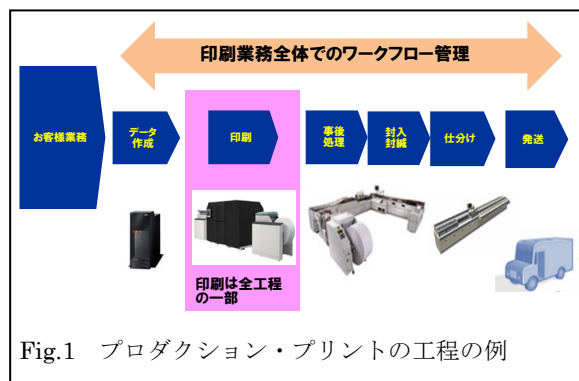 印刷業務全体でのワークフロー管理
お客様業務
データ
作成
印刷
事後
処理
封入
封緘
仕分け
発送
印刷は全工程
の一部
Fig.1 プロダクション・プリントの工程の例